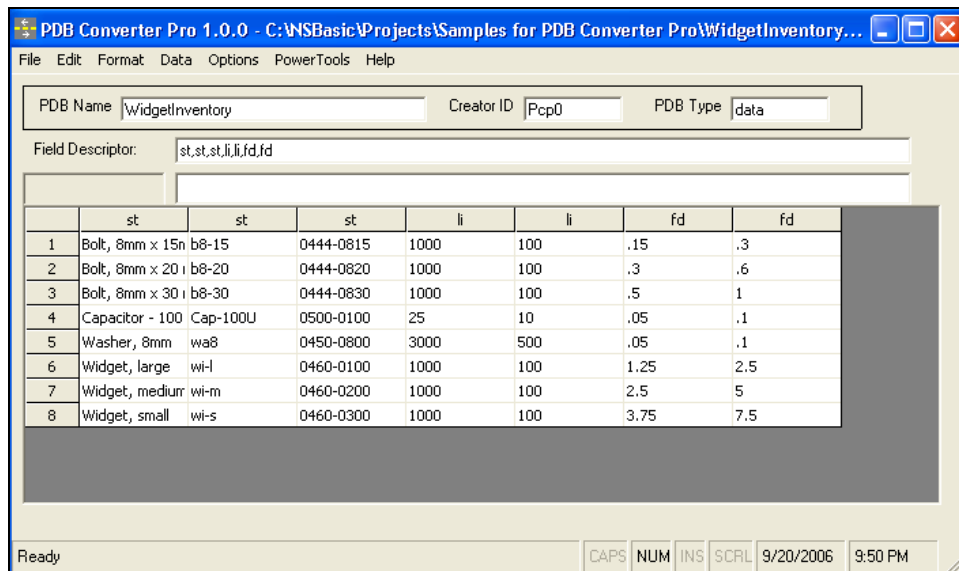 PDB Converter Pro 1.0.0 - C:\NSBasic\Projects\Samples for PDB Converter Pro\WidgetInventory...
File Edit Format Data Options PowerTools Help
PDB Name WidgetInventory Creator ID Pcp0 PDB Type data
Field Descriptor: st,st,st,li,li,fd,fd
st st st li li fd fd
1 Bolt, 8mm x 15m b8-15 0444-0815 1000 100 .15 .3
2 Bolt, 8mm x 20 b8-20 0444-0820 1000 100 .3 .6
3 Bolt, 8mm x 30 b8-30 0444-0830 1000 100 .5 1
4 Capacitor - 100 Cap-100U 0500-0100 25 10 .05 .1
5 Washer, 8mm wa8 0450-0800 3000 500 .05 .1
6 Widget, large wi-l 0460-0100 1000 100 1.25 2.5
7 Widget, medium wi-m 0460-0200 1000 100 2.5 5
8 Widget, small wi-s 0460-0300 1000 100 3.75 7.5
Ready CAPS NUM INS SCRL 9/20/2006 9:50 PM